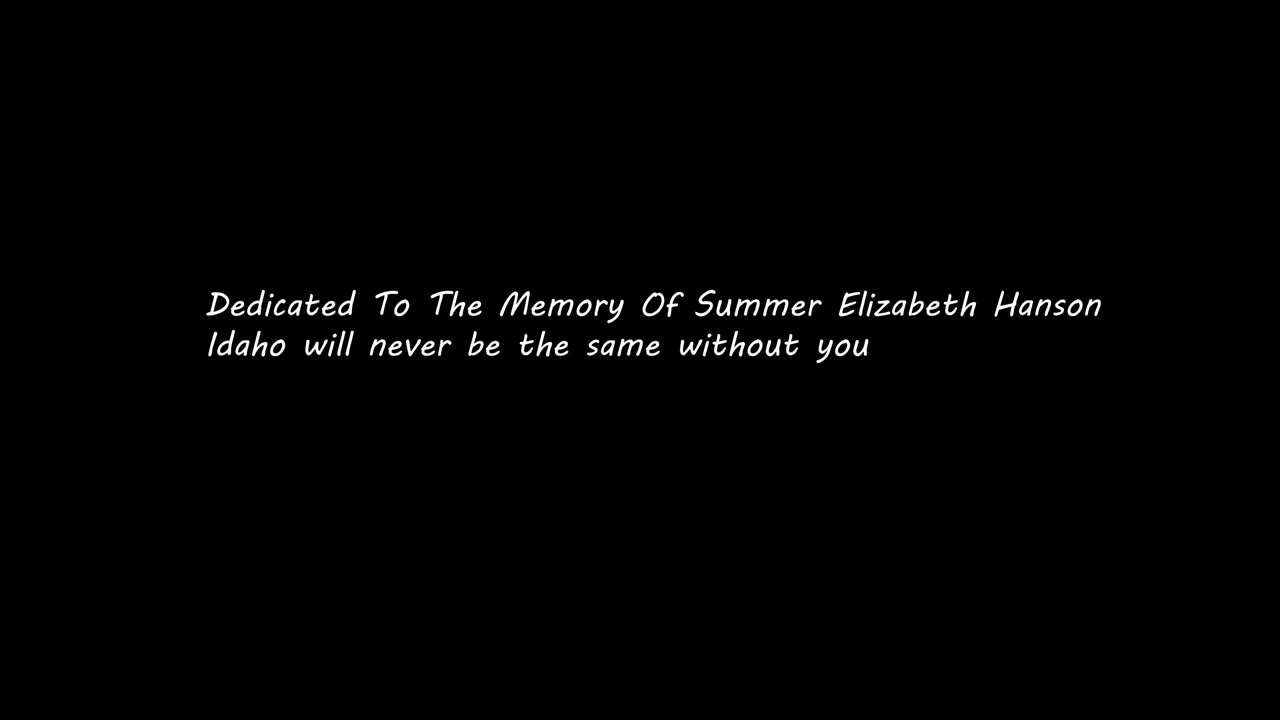 Dedicated To The Memory Of Summer Elizabeth Hanson
Idaho will never be the same without you